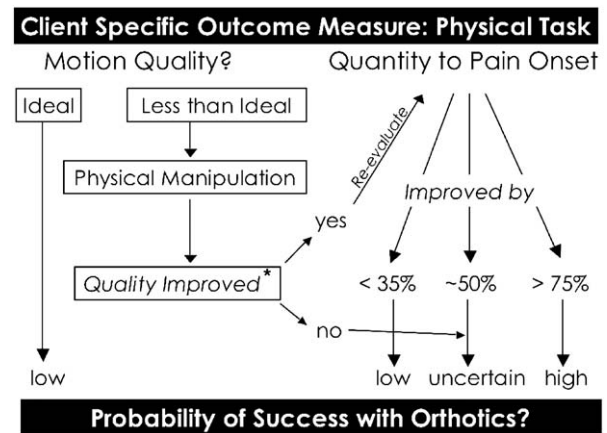 Client Specific Outcome Measure: Physical Task
Motion Quality?
Quantity to Pain Onset
Ideal
Less than Ideal
Physical Manipulation
Re-evaluate
Improved by
yes
Quality Improved*
< 35%
~50%
> 75%
no
low
low
uncertain
high
Probability of Success with Orthotics?